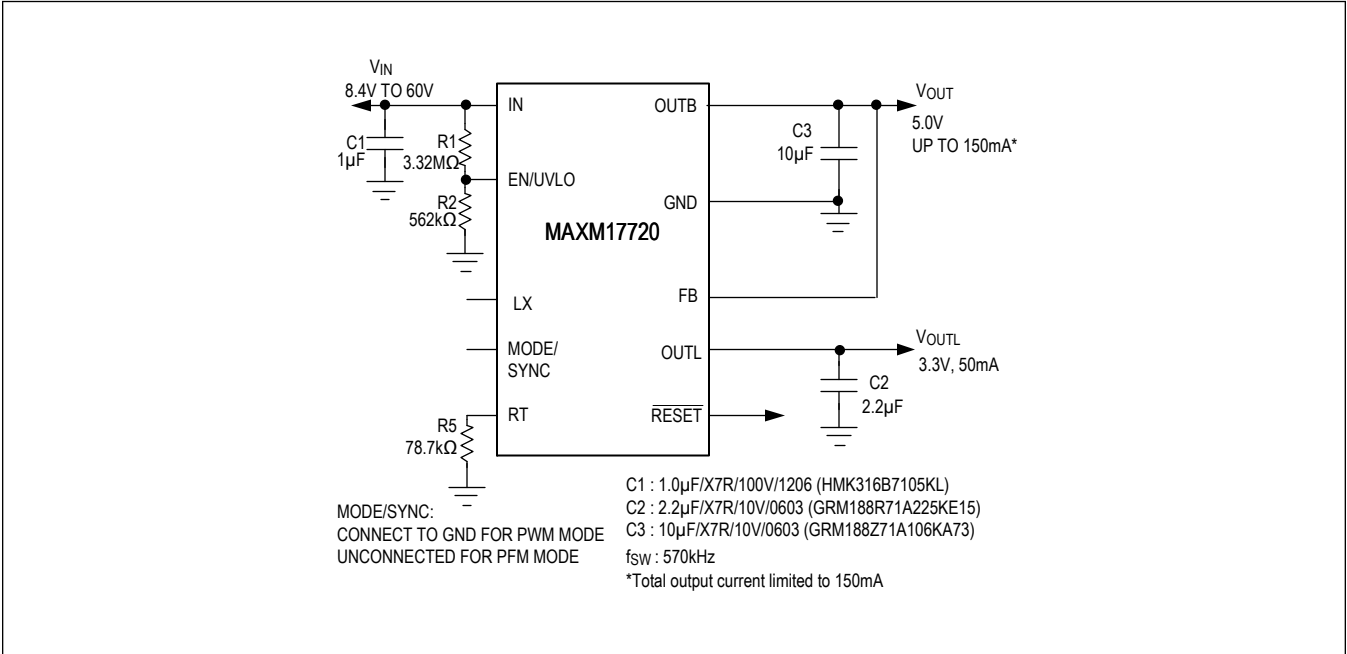 VIN
8.4V TO 60V
C1
1µF
R1
3.32MΩ
R2
562kΩ
IN
EN/UVLO
LX
MODE/
SYNC
RT
R5
78.7kΩ
MAXM17720
OUTB
GND
FB
OUTL
RESET
C3
10µF
VOUT
5.0V
UP TO 150mA*
VOUTL
3.3V, 50mA
C2
2.2µF
MODE/SYNC:
CONNECT TO GND FOR PWM MODE
UNCONNECTED FOR PFM MODE
C1 : 1.0µF/X7R/100V/1206 (HMK316B7105KL)
C2 : 2.2µF/X7R/10V/0603 (GRM188R71A225KE15)
C3 : 10µF/X7R/10V/0603 (GRM188Z71A106KA73)
fSW : 570kHz
*Total output current limited to 150mA